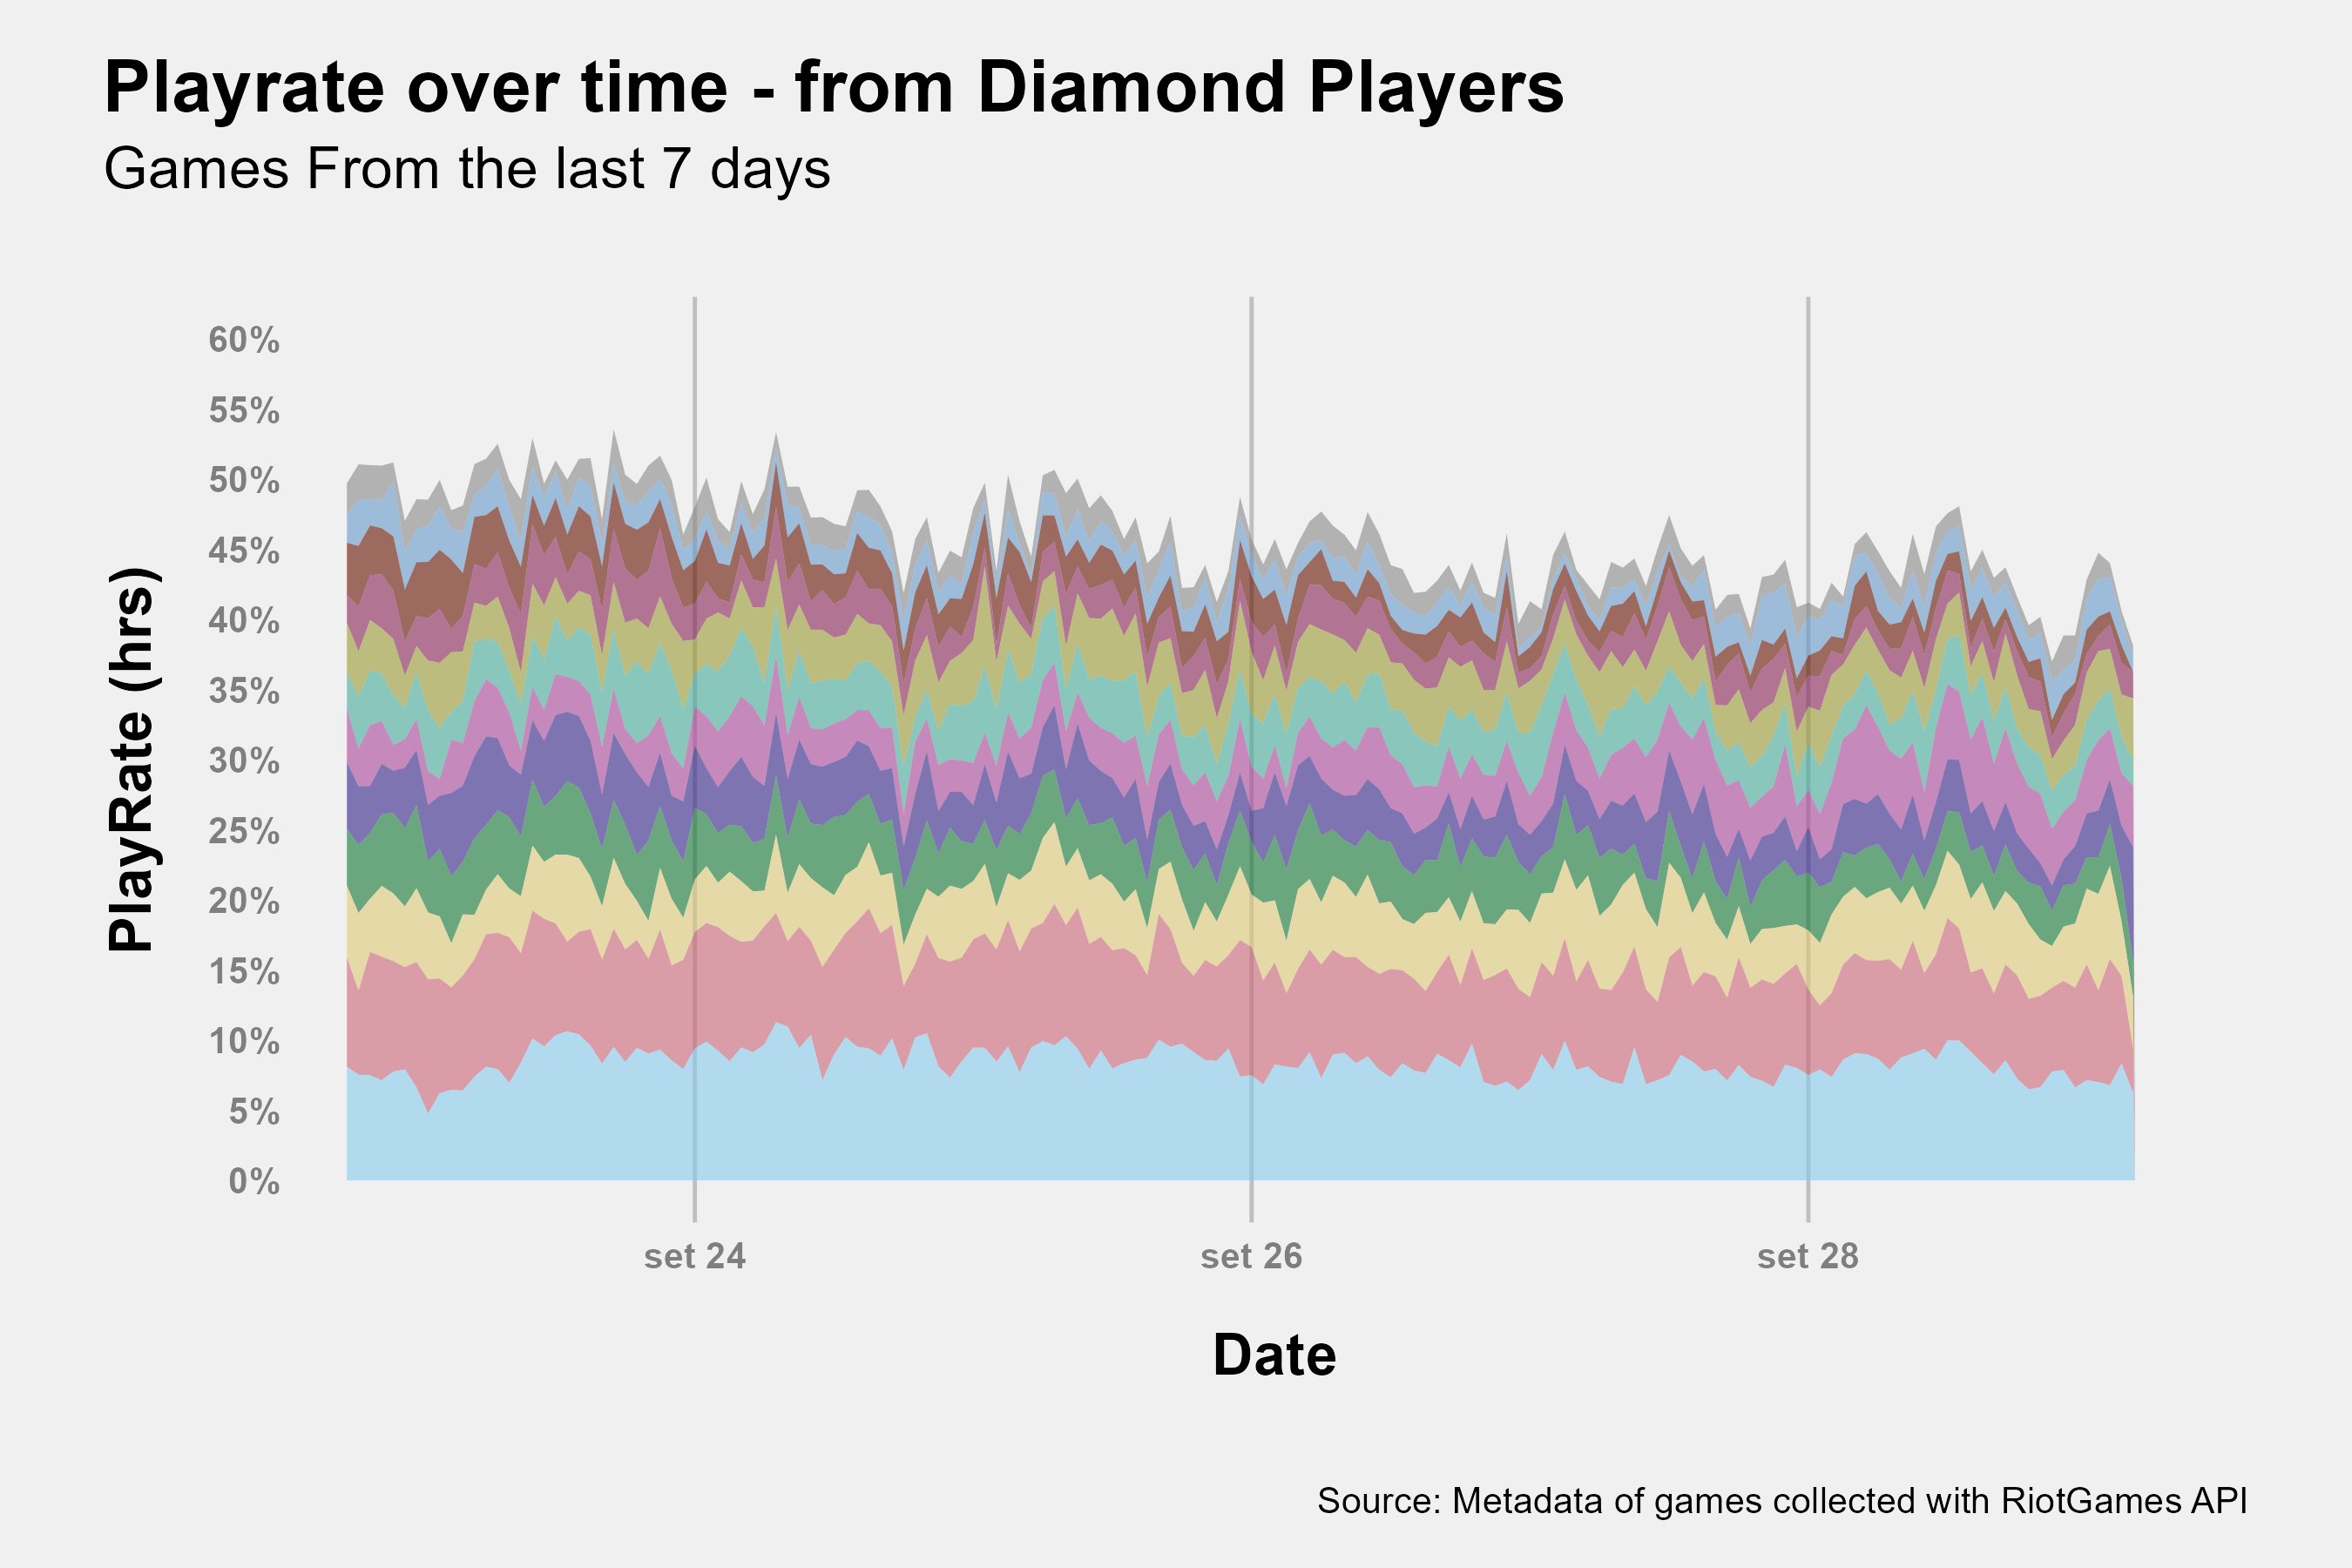 Playrate over time - from Diamond Players
Games From the last 7 days
PlayRate (hrs)
60%
55%
50%
45%
40%
35%
30%
25%
20%
15%
10%
5%
0%
set 24
set 26
set 28
Date
Source: Metadata of games collected with RiotGames API